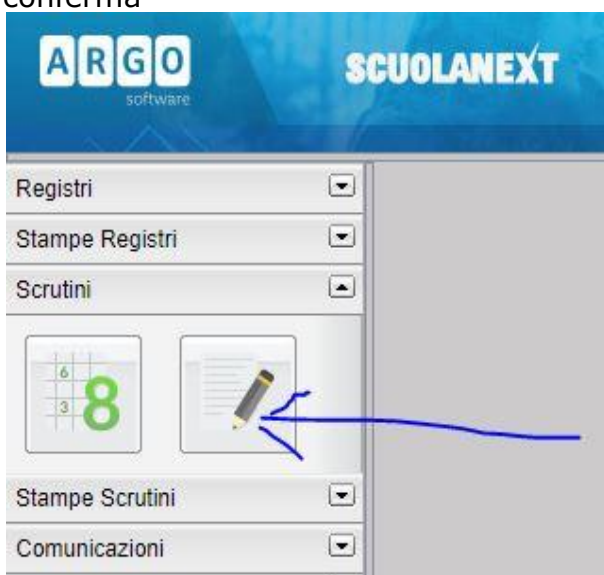 conferma
ARGO
software
SCUOLANEXT
Registri
Stampe Registri
Scrutini
6
3 8
Stampe Scrutini
Comunicazioni